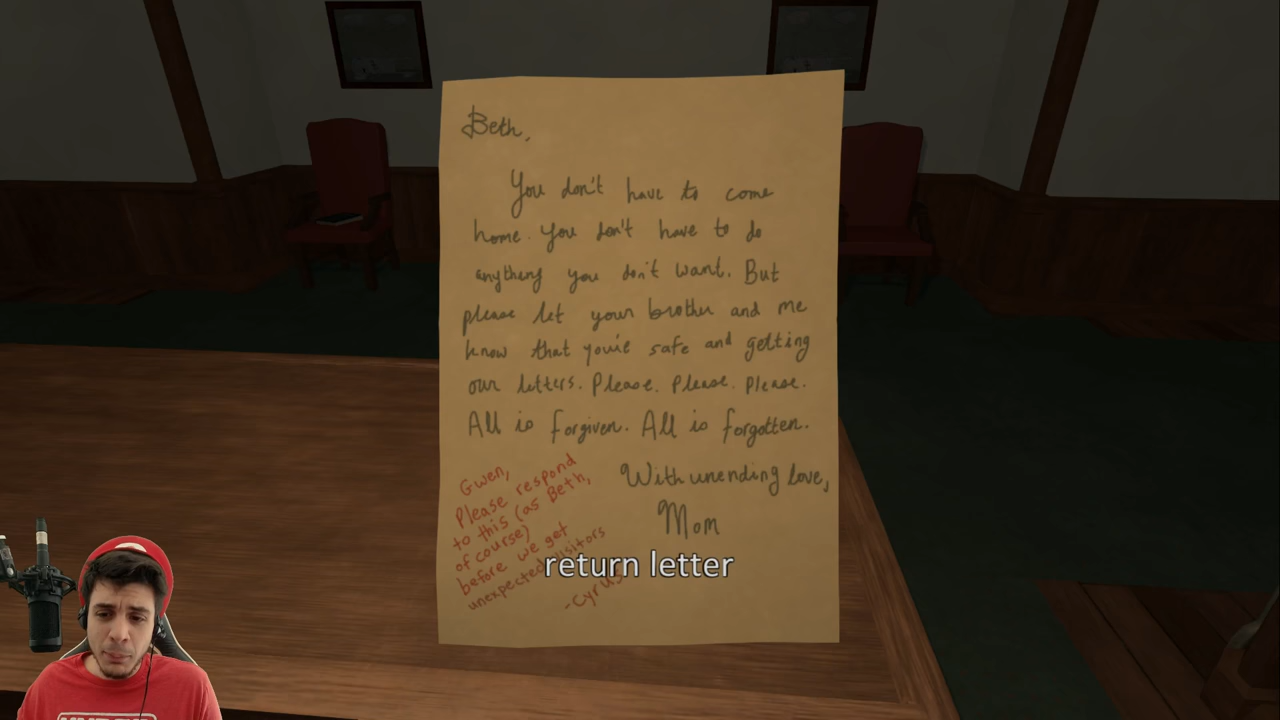 Beth,
You don't have to come
home. You don't have to do
anything you don't want. But
please let your brother and me
know that you're safe and getting
our letters. Please. Please. Please.
All is forgiven. All is forgotten.
With unending love,
Mom
Gwen,
Please respond
to this (as Beth,
of course)
before we get
unexpected visitors
-Cyrus
return letter